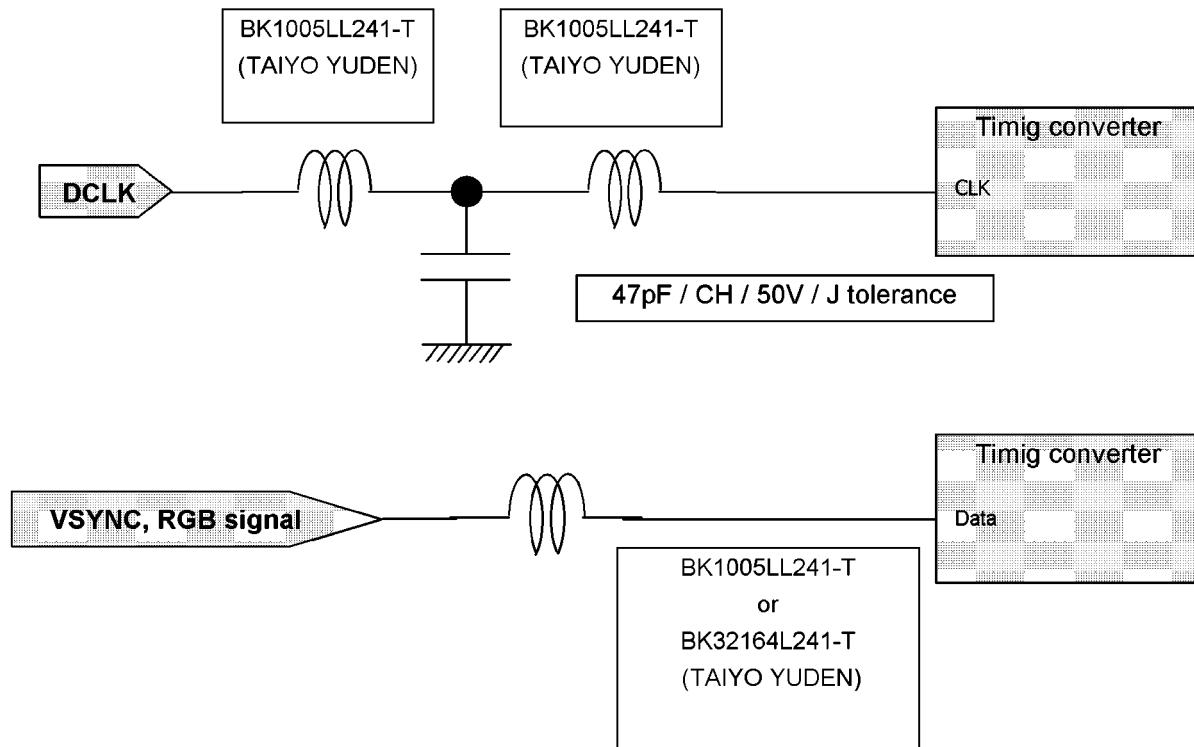 BK1005LL241-T
(TAIYO YUDEN)
BK1005LL241-T
(TAIYO YUDEN)
Timig converter
DCLK
CLK
47pF / CH / 50V / J tolerance
Timig converter
VSYNC, RGB signal
Data
BK1005LL241-T
or
BK32164L241-T
(TAIYO YUDEN)